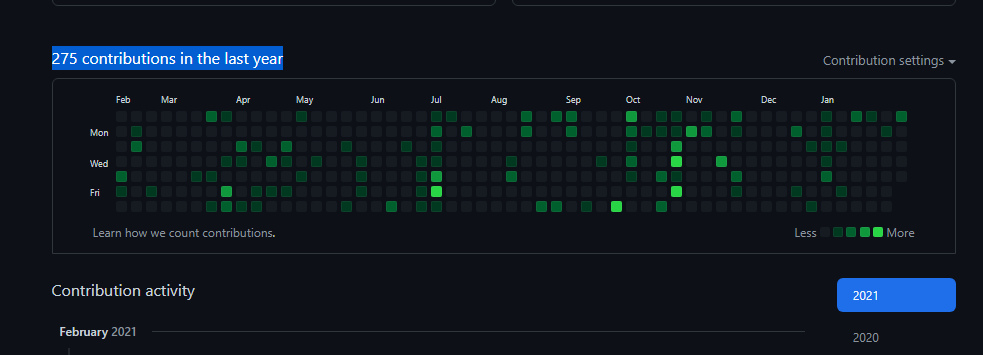 275 contributions in the last year
Contribution settings
Feb Mar Apr May Jun Jul Aug Sep Oct Nov Dec Jan
Mon
Wed
Fri
Learn how we count contributions.
Less More
Contribution activity
2021
February 2021
2020